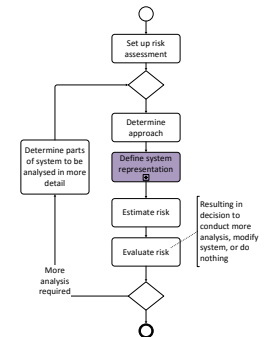 Set up risk
assessment
Determine
approach
Determine parts
of system to be
analysed in more
detail
Define system
representation
Estimate risk
Resulting in
decision to
conduct more
analysis, modify
system, or do
nothing
Evaluate risk
More
analysis
required